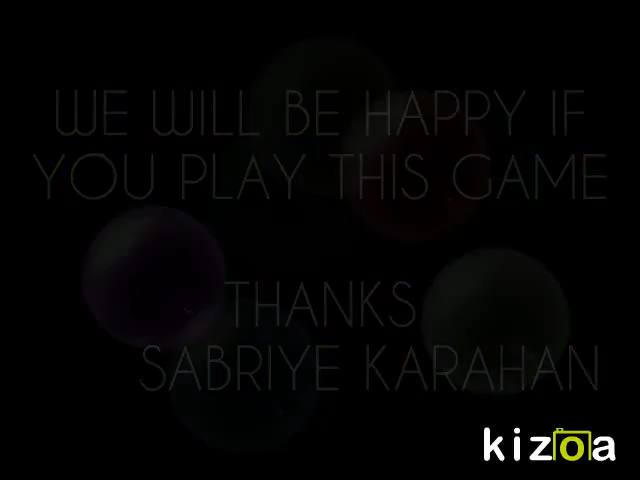 WE WILL BE HAPPY IF
YOU PLAY THIS GAME
THANKS
SABRIYE KARAHAN
kizoa